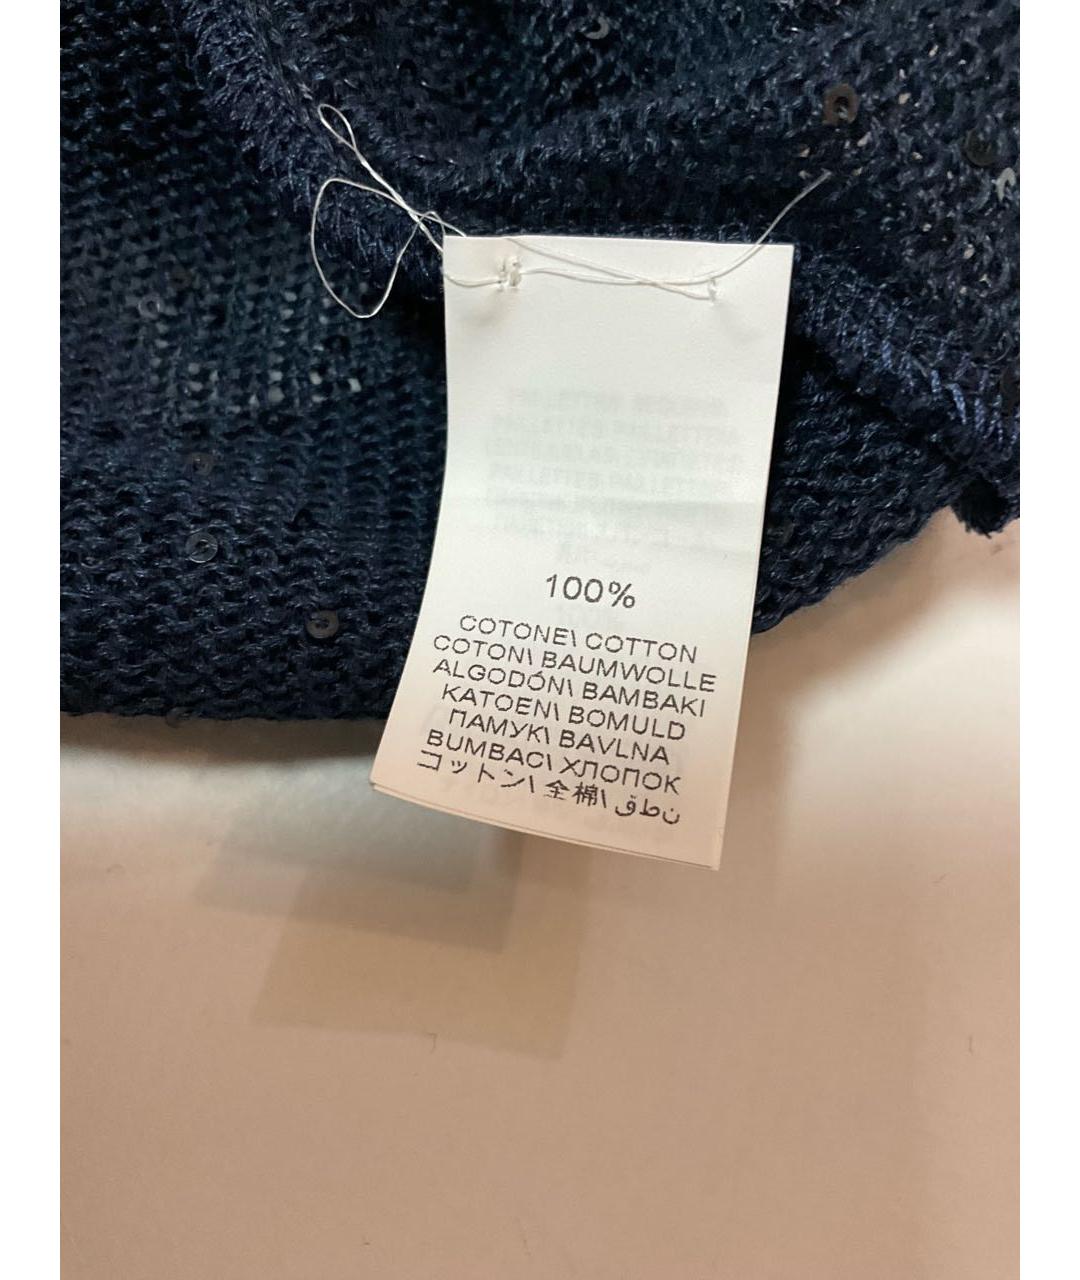 100%
COTONE\ COTTON
COTON\ BAUMWOLLE
ALGODÓN\ BAMBAKI
KATOEN\ BOMULD
ПАМУК\ BAVLNA
BUMBAC\ ХЛОПОК
コットン\ 全棉\ ن ط ق